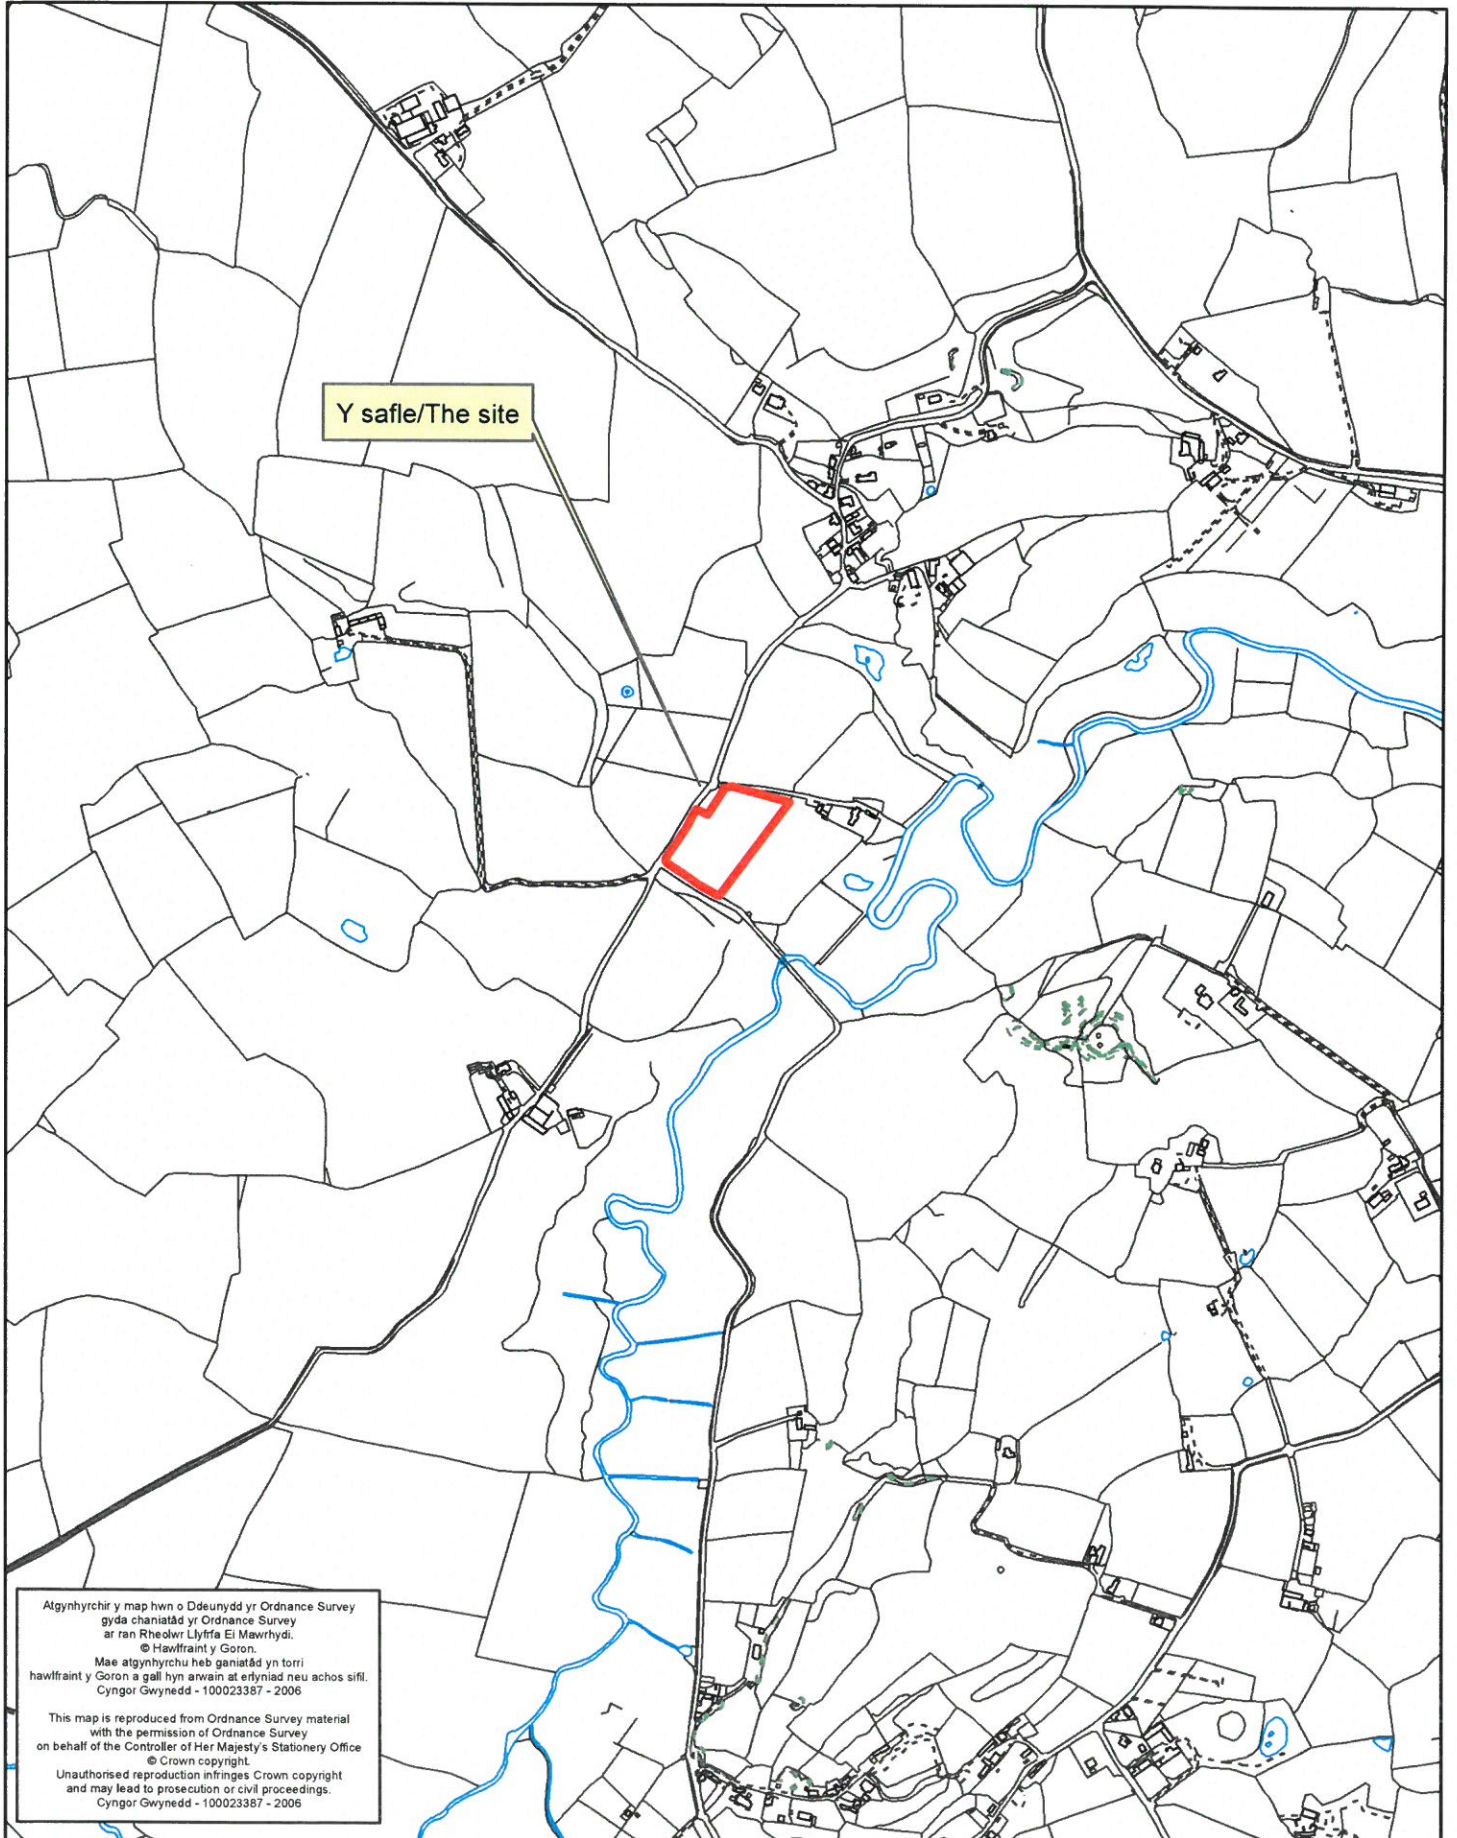 Y safle/The site
Atgynhyrchir y map hwn o Ddeunydd yr Ordnance Survey
gyda chaniatâd yr Ordnance Survey
ar ran Rheolwr Llyfrfa Ei Mawrhydi.
© Hawlfraint y Goron.
Mae atgynhyrchu heb ganiatâd yn torri
hawlfraint y Goron a gall hyn arwain at erlyniad neu achos sifil.
Cyngor Gwynedd - 100023387 - 2006
This map is reproduced from Ordnance Survey material
with the permission of Ordnance Survey
on behalf of the Controller of Her Majesty's Stationery Office
© Crown copyright.
Unauthorised reproduction infringes Crown copyright
and may lead to prosecution or civil proceedings.
Cyngor Gwynedd - 100023387 - 2006